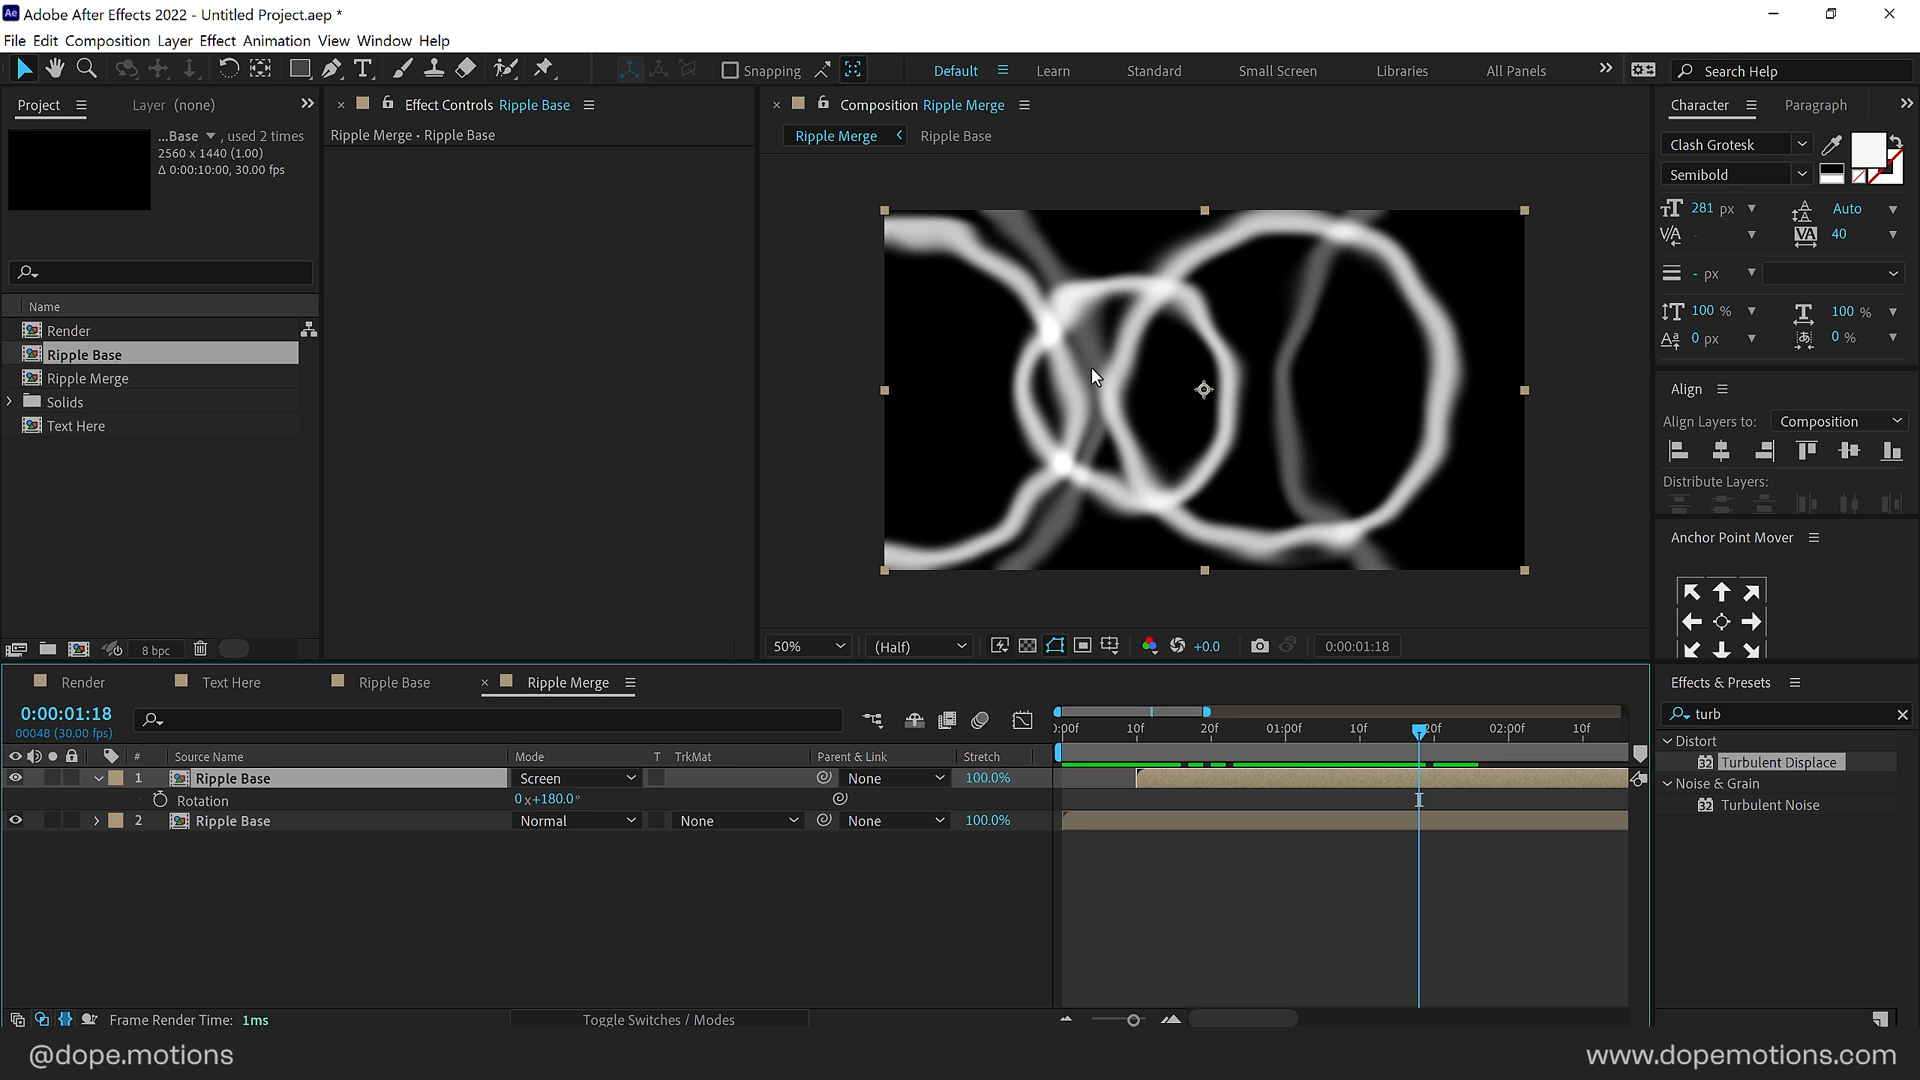 Adobe After Effects 2022 - Untitled Project.aep *
File Edit Composition Layer Effect Animation View Window Help
Snapping
Default
Learn
Standard
Small Screen
Libraries
All Panels
Search Help
Project
Layer (none)
...Base , used 2 times
2560 x 1440 (1.00)
Δ 0:00:10:00, 30.00 fps
Name
Render
Ripple Base
Ripple Merge
Solids
Text Here
8 bpc
Effect Controls Ripple Base
Ripple Merge • Ripple Base
Composition Ripple Merge
Ripple Merge
Ripple Base
50%
(Half)
+0.0
0:00:01:18
Character
Paragraph
Clash Grotesk
Semibold
281 px
Auto
40
- px
100 %
100 %
0 px
0 %
Align
Align Layers to:
Composition
Distribute Layers:
Anchor Point Mover
Effects & Presets
turb
Distort
Turbulent Displace
Noise & Grain
Turbulent Noise
Render
Text Here
Ripple Base
Ripple Merge
0:00:01:18
00048 (30.00 fps)
:00f
10f
20f
01:00f
10f
20f
02:00f
10f
#
Source Name
Mode
T
TrkMat
Parent & Link
Stretch
1
Ripple Base
Screen
None
100.0%
Rotation
0 x+180.0°
2
Ripple Base
Normal
None
None
100.0%
Frame Render Time: 1ms
Toggle Switches / Modes
@dope.motions
www.dopemotions.com